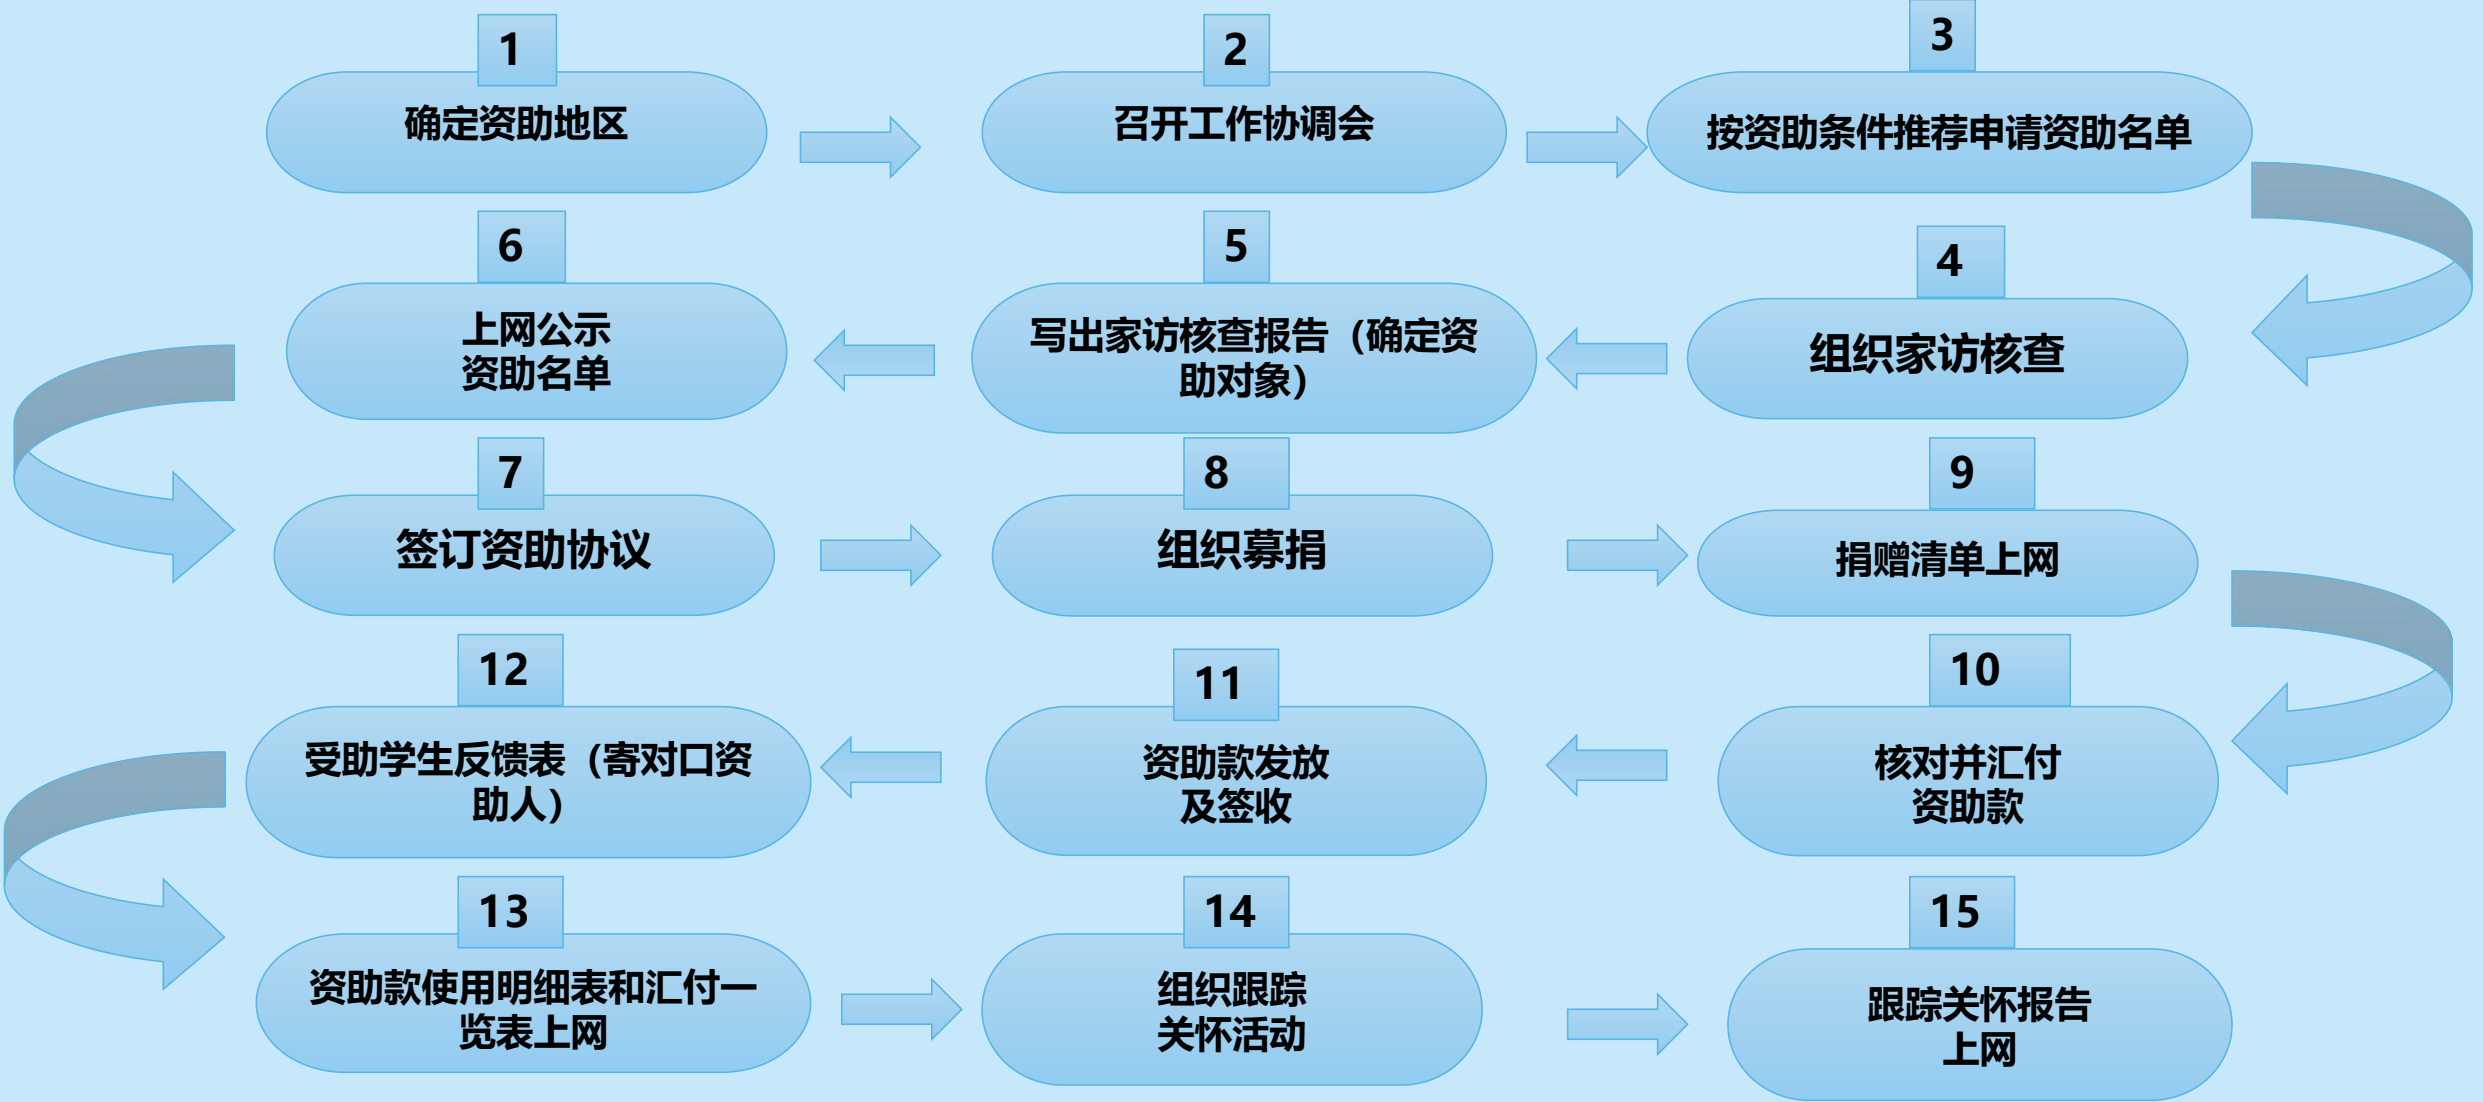 1
确定资助地区
2
召开工作协调会
3
按资助条件推荐申请资助名单
4
组织家访核查
5
写出家访核查报告（确定资
助对象）
6
上网公示
资助名单
7
签订资助协议
8
组织募捐
9
捐赠清单上网
10
核对并汇付
资助款
11
资助款发放
及签收
12
受助学生反馈表（寄对口资
助人）
13
资助款使用明细表和汇付一
览表上网
14
组织跟踪
关怀活动
15
跟踪关怀报告
上网